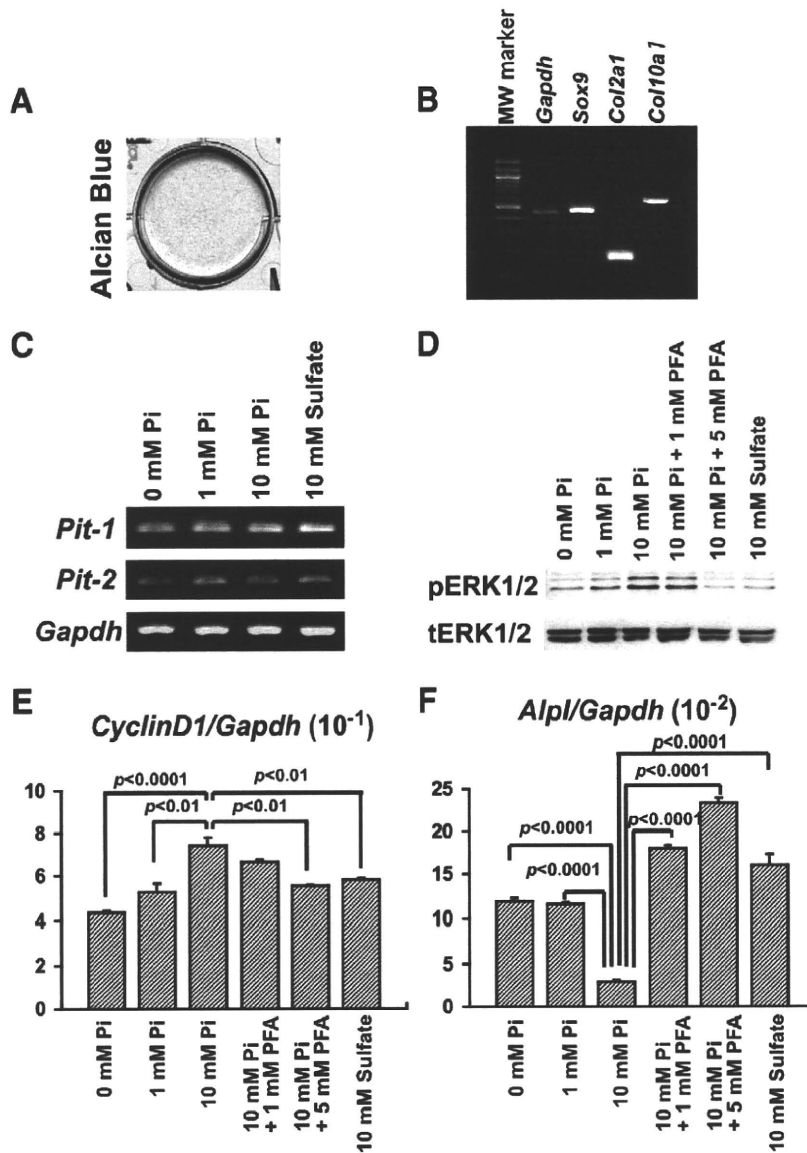 A
Alcian Blue
B
MW marker
Gapdh
Sox9
Col2a1
Col10a1
C
0 mM Pi
1 mM Pi
10 mM Pi
10 mM Sulfate
Pit-1
Pit-2
Gapdh
D
0 mM Pi
1 mM Pi
10 mM Pi
10 mM Pi + 1 mM PFA
10 mM Pi + 5 mM PFA
10 mM Sulfate
pERK1/2
tERK1/2
E
CyclinD1/Gapdh (10⁻¹)
10
8
6
4
2
0
p<0.0001
p<0.01
p<0.01
p<0.01
0 mM Pi
1 mM Pi
10 mM Pi
10 mM Pi
+ 1 mM PFA
10 mM Pi
+ 5 mM PFA
10 mM Sulfate
F
Alpl/Gapdh (10⁻²)
25
20
15
10
5
0
p<0.0001
p<0.0001
p<0.0001
p<0.0001
p<0.0001
0 mM Pi
1 mM Pi
10 mM Pi
10 mM Pi
+ 1 mM PFA
10 mM Pi
+ 5 mM PFA
10 mM Sulfate